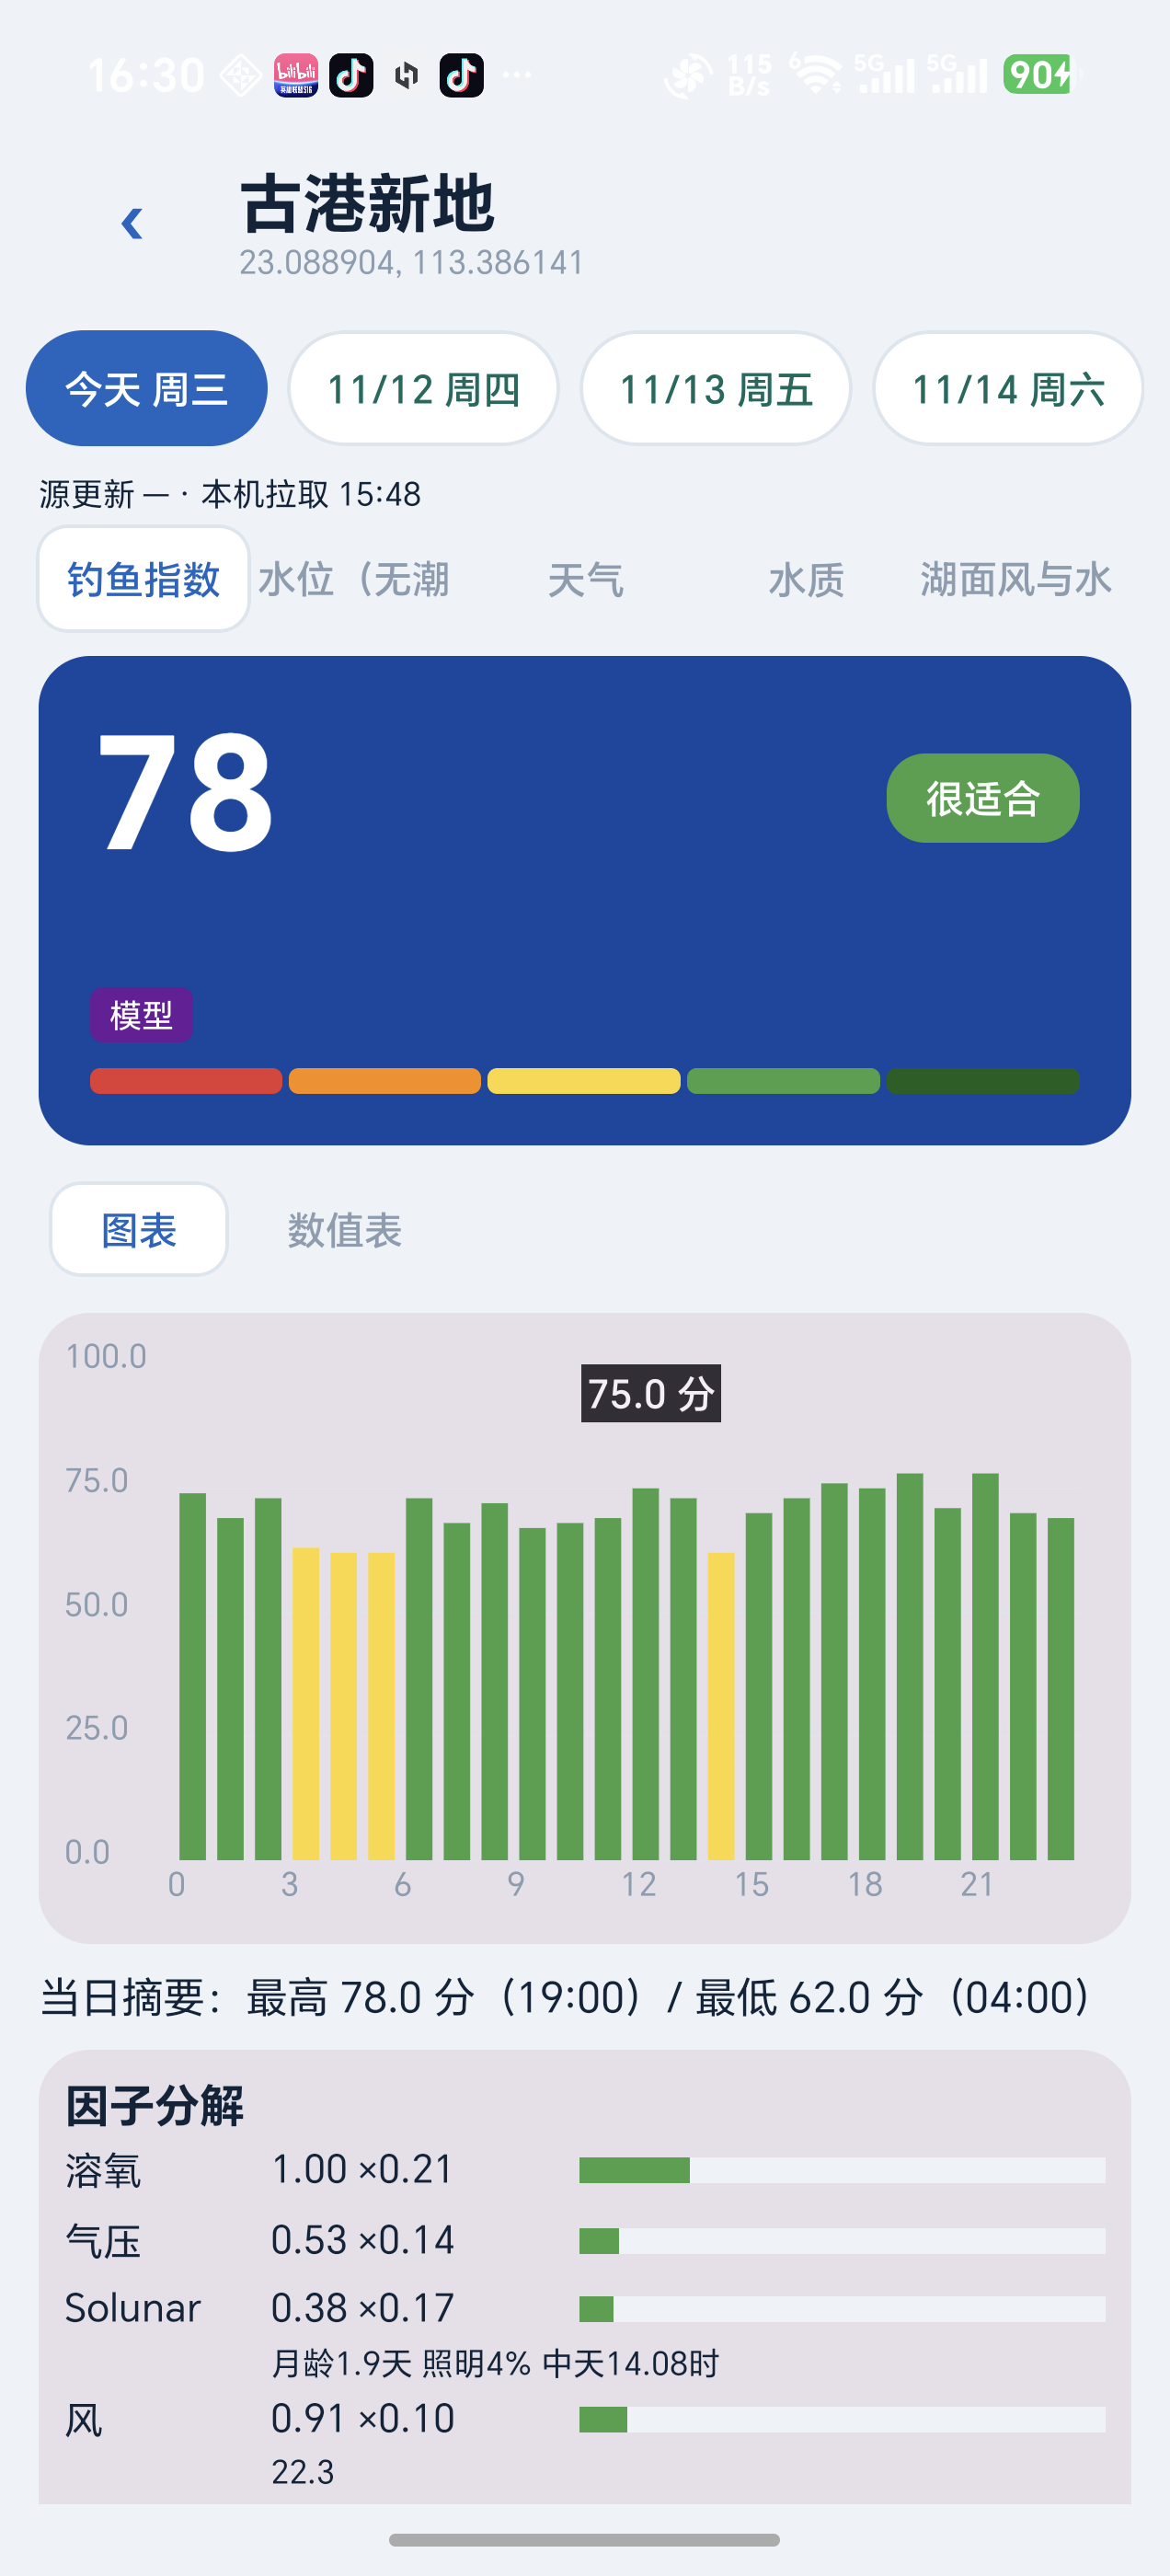 16:30
bilibili
115 B/s
6
5G
5G
90
古港新地
23.088904, 113.386141
今天 周三
11/12 周四
11/13 周五
11/14 周六
源更新 — · 本机拉取 15:48
钓鱼指数
水位（无潮
天气
水质
湖面风与水
78
很适合
模型
图表
数值表
100.0
75.0 分
75.0
50.0
25.0
0.0
0 3 6 9 12 15 18 21
当日摘要：最高 78.0 分（19:00）/ 最低 62.0 分（04:00）
因子分解
溶氧 1.00 ×0.21
气压 0.53 ×0.14
Solunar 0.38 ×0.17
月龄1.9天 照明4% 中天14.08时
风 0.91 ×0.10
22.3